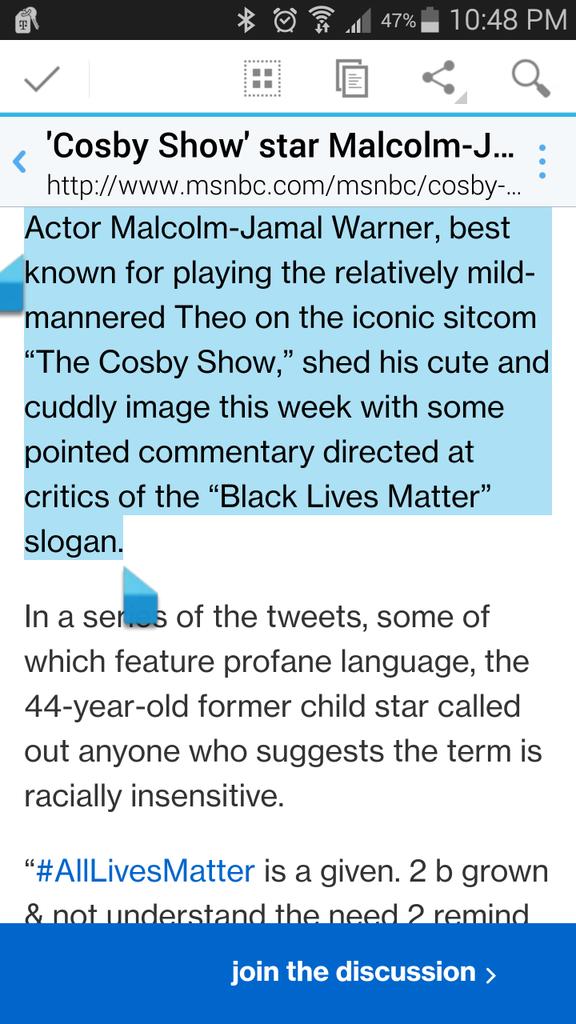 47% 10:48 PM
'Cosby Show' star Malcolm-J...
http://www.msnbc.com/msnbc/cosby-...
Actor Malcolm-Jamal Warner, best
known for playing the relatively mild-
mannered Theo on the iconic sitcom
“The Cosby Show,” shed his cute and
cuddly image this week with some
pointed commentary directed at
critics of the “Black Lives Matter”
slogan.
In a series of the tweets, some of
which feature profane language, the
44-year-old former child star called
out anyone who suggests the term is
racially insensitive.
“#AllLivesMatter is a given. 2 b grown
& not understand the need 2 remind
join the discussion >